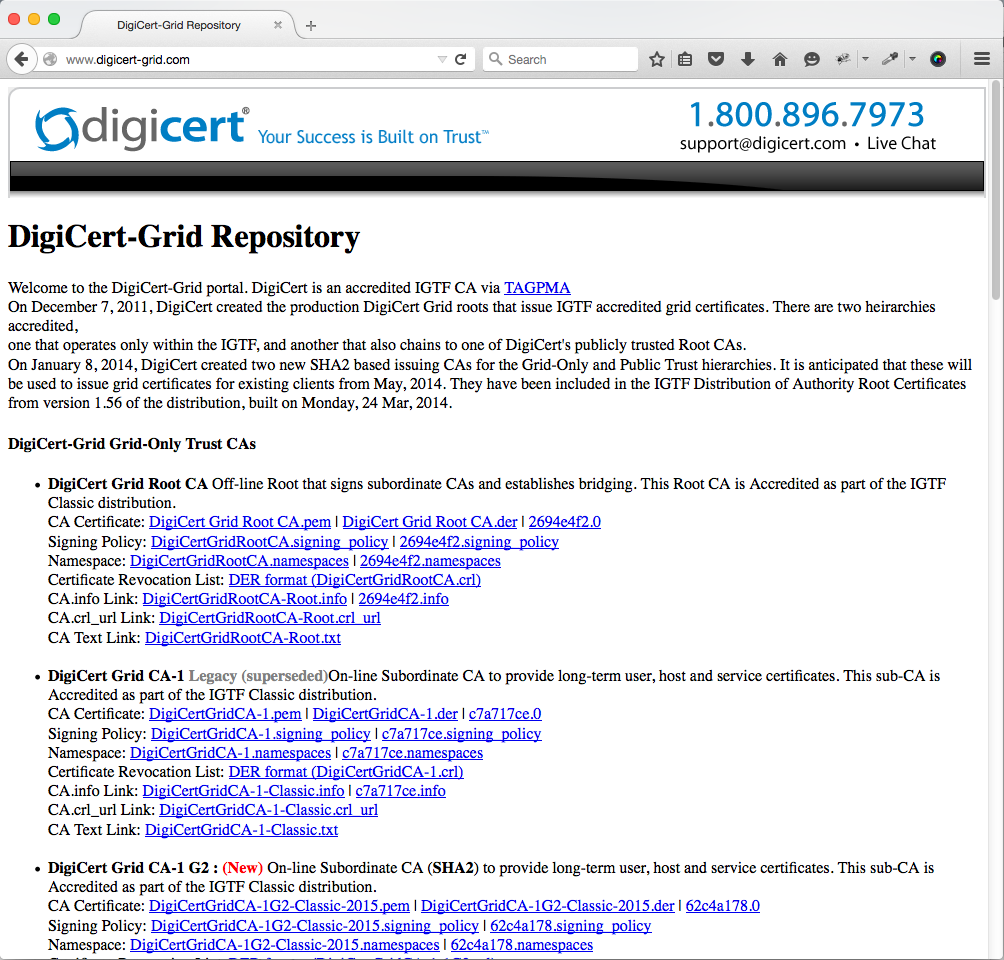 DigiCert-Grid Repository
www.digicert-grid.com
Search
digicert® Your Success is Built on Trust™
1.800.896.7973
support@digicert.com • Live Chat
DigiCert-Grid Repository
Welcome to the DigiCert-Grid portal. DigiCert is an accredited IGTF CA via TAGPMA
On December 7, 2011, DigiCert created the production DigiCert Grid roots that issue IGTF accredited grid certificates. There are two heirarchies
accredited,
one that operates only within the IGTF, and another that also chains to one of DigiCert's publicly trusted Root CAs.
On January 8, 2014, DigiCert created two new SHA2 based issuing CAs for the Grid-Only and Public Trust hierarchies. It is anticipated that these will
be used to issue grid certificates for existing clients from May, 2014. They have been included in the IGTF Distribution of Authority Root Certificates
from version 1.56 of the distribution, built on Monday, 24 Mar, 2014.
DigiCert-Grid Grid-Only Trust CAs
• DigiCert Grid Root CA Off-line Root that signs subordinate CAs and establishes bridging. This Root CA is Accredited as part of the IGTF
Classic distribution.
CA Certificate: DigiCert Grid Root CA.pem | DigiCert Grid Root CA.der | 2694e4f2.0
Signing Policy: DigiCertGridRootCA.signing_policy | 2694e4f2.signing_policy
Namespace: DigiCertGridRootCA.namespaces | 2694e4f2.namespaces
Certificate Revocation List: DER format (DigiCertGridRootCA.crl)
CA.info Link: DigiCertGridRootCA-Root.info | 2694e4f2.info
CA.crl_url Link: DigiCertGridRootCA-Root.crl_url
CA Text Link: DigiCertGridRootCA-Root.txt
• DigiCert Grid CA-1 Legacy (superseded)On-line Subordinate CA to provide long-term user, host and service certificates. This sub-CA is
Accredited as part of the IGTF Classic distribution.
CA Certificate: DigiCertGridCA-1.pem | DigiCertGridCA-1.der | c7a717ce.0
Signing Policy: DigiCertGridCA-1.signing_policy | c7a717ce.signing_policy
Namespace: DigiCertGridCA-1.namespaces | c7a717ce.namespaces
Certificate Revocation List: DER format (DigiCertGridCA-1.crl)
CA.info Link: DigiCertGridCA-1-Classic.info | c7a717ce.info
CA.crl_url Link: DigiCertGridCA-1-Classic.crl_url
CA Text Link: DigiCertGridCA-1-Classic.txt
• DigiCert Grid CA-1 G2 : (New) On-line Subordinate CA (SHA2) to provide long-term user, host and service certificates. This sub-CA is
Accredited as part of the IGTF Classic distribution.
CA Certificate: DigiCertGridCA-1G2-Classic-2015.pem | DigiCertGridCA-1G2-Classic-2015.der | 62c4a178.0
Signing Policy: DigiCertGridCA-1G2-Classic-2015.signing_policy | 62c4a178.signing_policy
Namespace: DigiCertGridCA-1G2-Classic-2015.namespaces | 62c4a178.namespaces